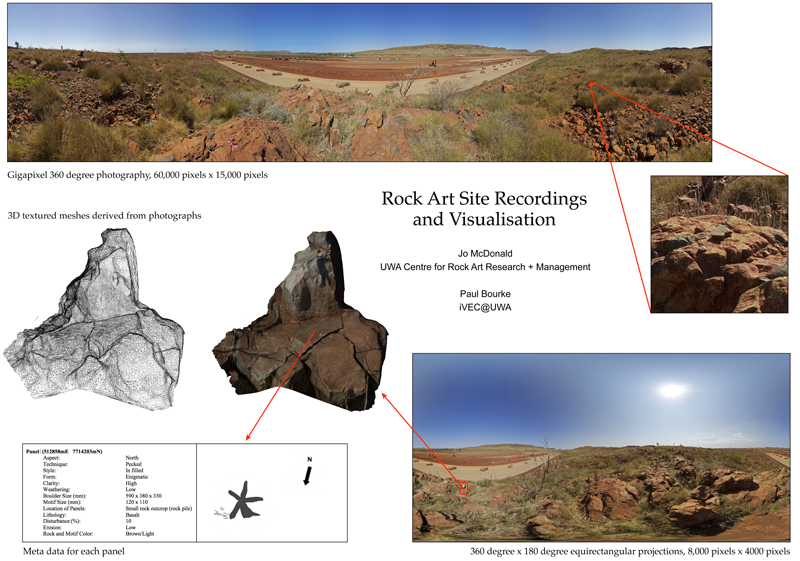 Gigapixel 360 degree photography, 60,000 pixels x 15,000 pixels
Rock Art Site Recordings
and Visualisation
Jo McDonald
UWA Centre for Rock Art Research + Management
Paul Bourke
iVEC@UWA
3D textured meshes derived from photographs
Panel (512858mE 7714203mN)
Aspect: North
Technique: Pecked
Style: In filled
Form: Enigmatic
Clarity: High
Weathering: Low
Boulder Size (mm): 590 x 380 x 330
Motif Size (mm): 120 x 110
Location of Panels: Small rock outcrop (rock pile)
Lithology: Basalt
Disturbance (%): 10
Erosion: Low
Rock and Motif Color: Brown/Light
N
Meta data for each panel
360 degree x 180 degree equirectangular projections, 8,000 pixels x 4000 pixels